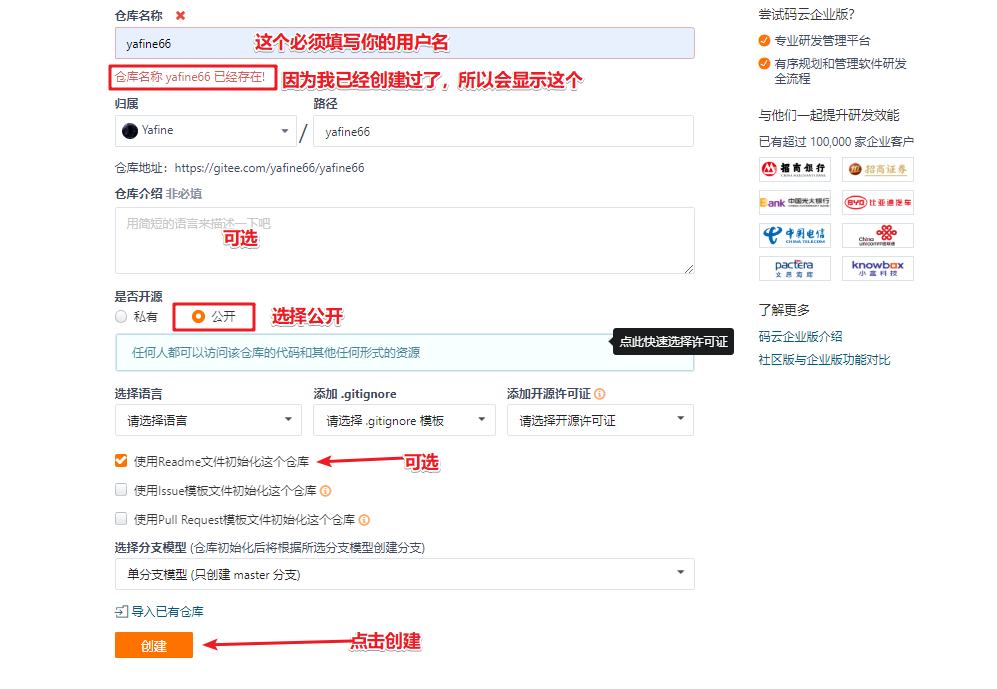 仓库名称
yafine66
这个必须填写你的用户名
仓库名称 yafine66 已经存在!
因为我已经创建过了，所以会显示这个
归属
路径
Yafine
/
yafine66
仓库地址：https://gitee.com/yafine66/yafine66
仓库介绍 非必填
用简短的语言来描述一下吧
可选
是否开源
私有
公开
选择公开
任何人都可以访问该仓库的代码和其他任何形式的资源
点此快速选择许可证
选择语言
添加 .gitignore
添加开源许可证
请选择语言
请选择 .gitignore 模板
请选择开源许可证
使用Readme文件初始化这个仓库
可选
使用Issue模板文件初始化这个仓库
使用Pull Request模板文件初始化这个仓库
选择分支模型 (仓库初始化后将根据所选分支模型创建分支)
单分支模型 (只创建 master 分支)
导入已有仓库
创建
点击创建
尝试码云企业版?
专业研发管理平台
有序规划和管理软件研发
全流程
与他们一起提升研发效能
已有超过 100,000 家企业客户
招商银行
CHINA MERCHANTS BANK
招商证券
Bank 中国光大银行
BYD 比亚迪汽车
中国电信
CHINA TELECOM
China
unicom中国联通
pactera
文思海辉
knowbox
小盒科技
了解更多
码云企业版介绍
社区版与企业版功能对比